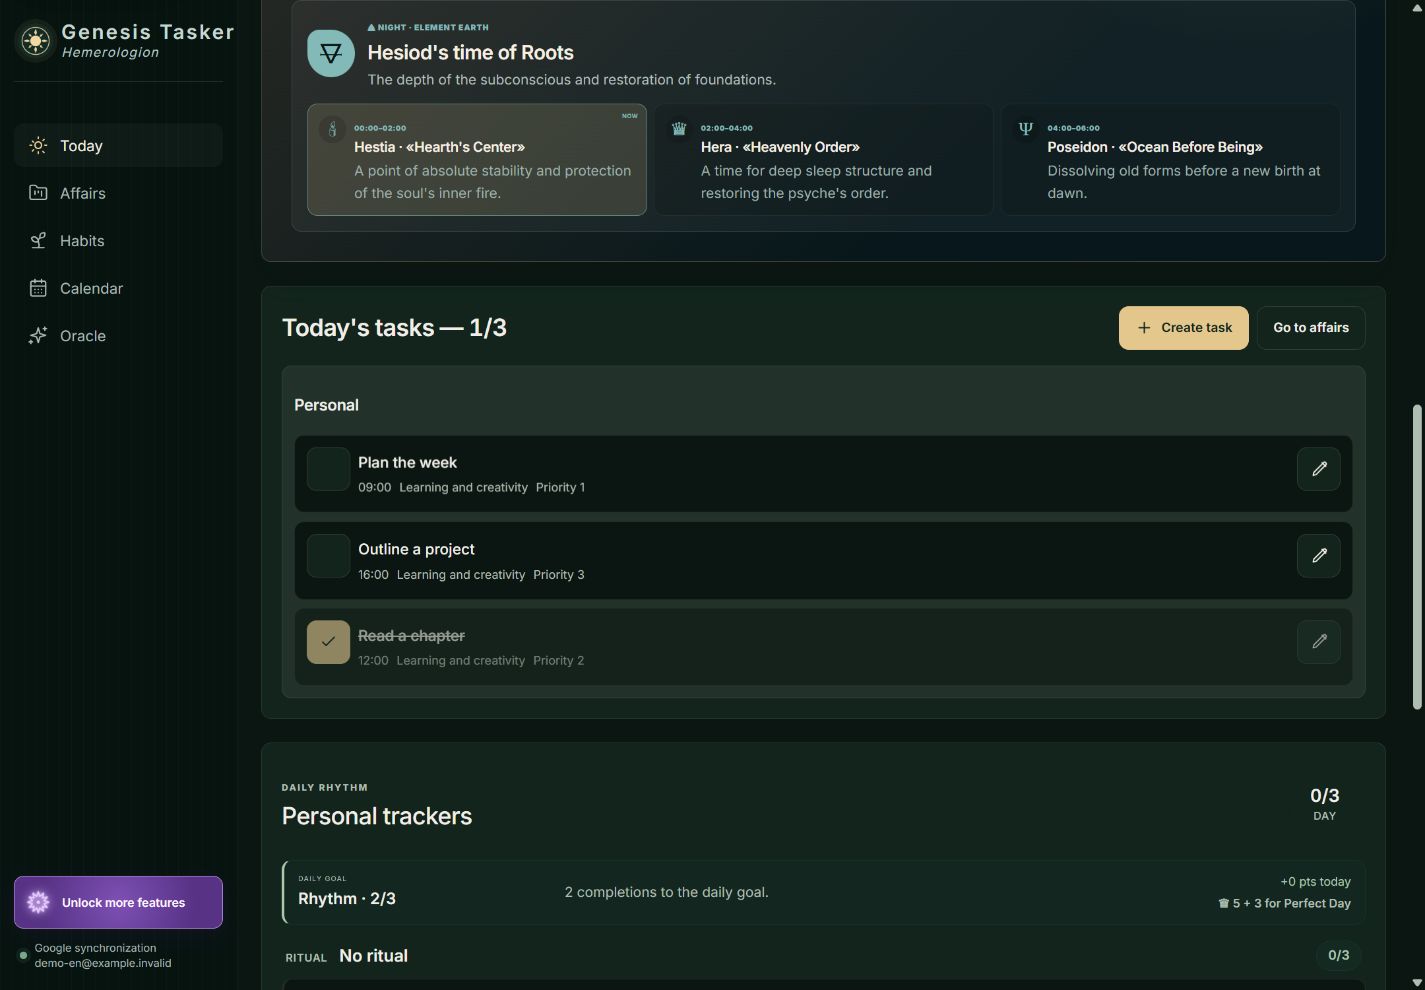 Genesis Tasker
Hemerologion
Today
Affairs
Habits
Calendar
Oracle
Unlock more features
Google synchronization
demo-en@example.invalid
NIGHT · ELEMENT EARTH
Hesiod's time of Roots
The depth of the subconscious and restoration of foundations.
NOW
00:00–02:00
Hestia · «Hearth's Center»
A point of absolute stability and protection
of the soul's inner fire.
02:00–04:00
Hera · «Heavenly Order»
A time for deep sleep structure and
restoring the psyche's order.
04:00–06:00
Poseidon · «Ocean Before Being»
Dissolving old forms before a new birth at
dawn.
Today's tasks — 1/3
Create task
Go to affairs
Personal
Plan the week
09:00 Learning and creativity Priority 1
Outline a project
16:00 Learning and creativity Priority 3
Read a chapter
12:00 Learning and creativity Priority 2
DAILY RHYTHM
Personal trackers
0/3
DAY
DAILY GOAL
Rhythm · 2/3
2 completions to the daily goal.
+0 pts today
♛ 5 + 3 for Perfect Day
RITUAL No ritual
0/3